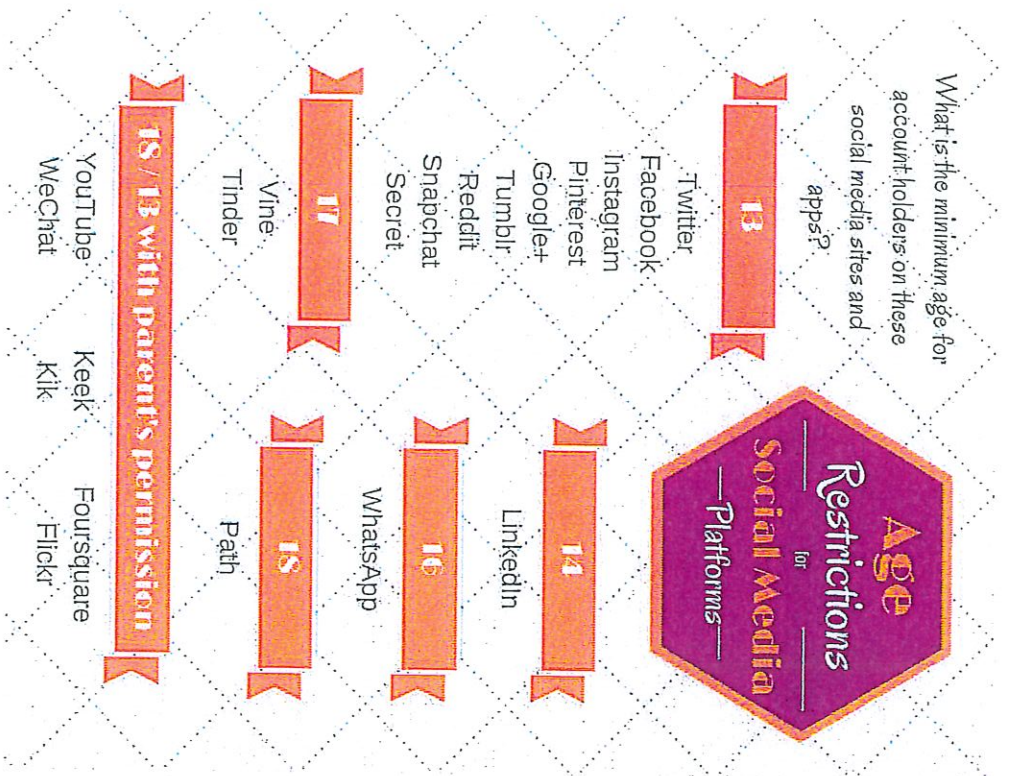 What is the minimum age for
account holders on these
social media sites and
apps?
Age
Restrictions
for
Social Media
Platforms
13
Twitter
Facebook
Instagram
Pinterest
Google+
Tumblr
Reddit
Snapchat
Secret
14
LinkedIn
16
WhatsApp
17
Vine
Tinder
18
Path
18 / 13 with parent's permission
YouTube Keek Foursquare
WeChat Kik Flickr